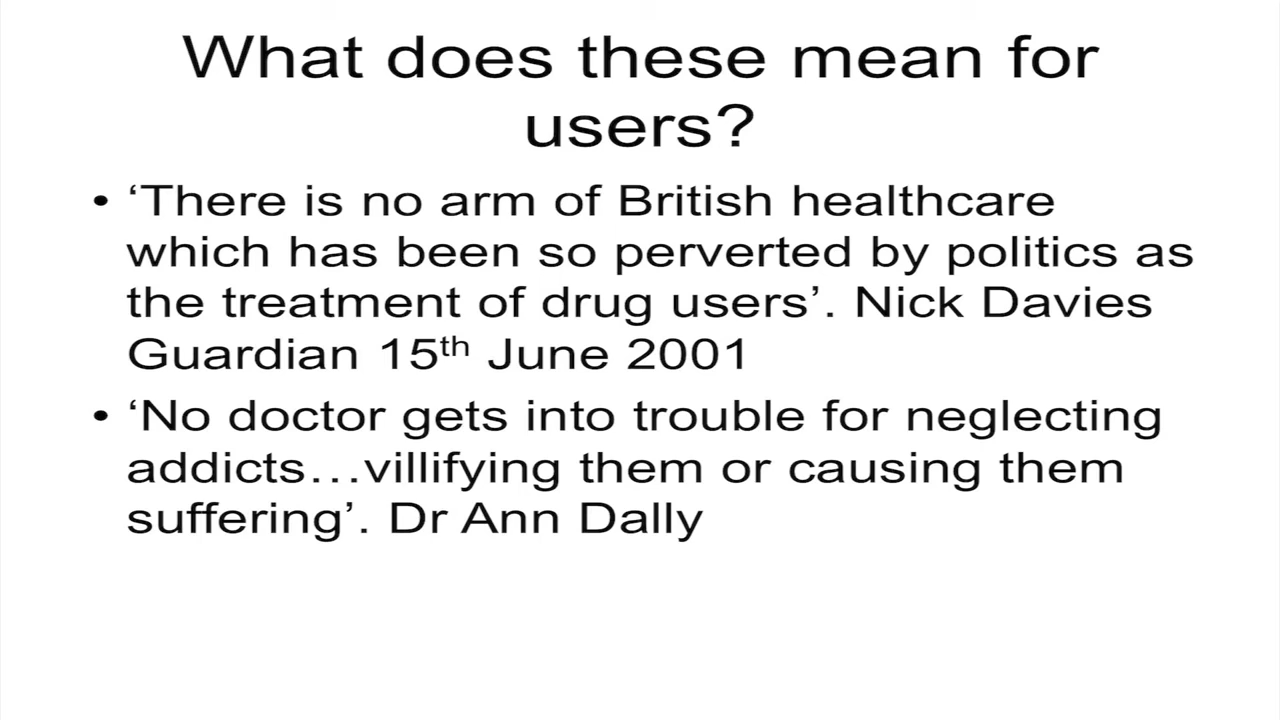 What does these mean for
users?
• ‘There is no arm of British healthcare
which has been so perverted by politics as
the treatment of drug users’. Nick Davies
Guardian 15th June 2001
• ‘No doctor gets into trouble for neglecting
addicts…villifying them or causing them
suffering’. Dr Ann Dally